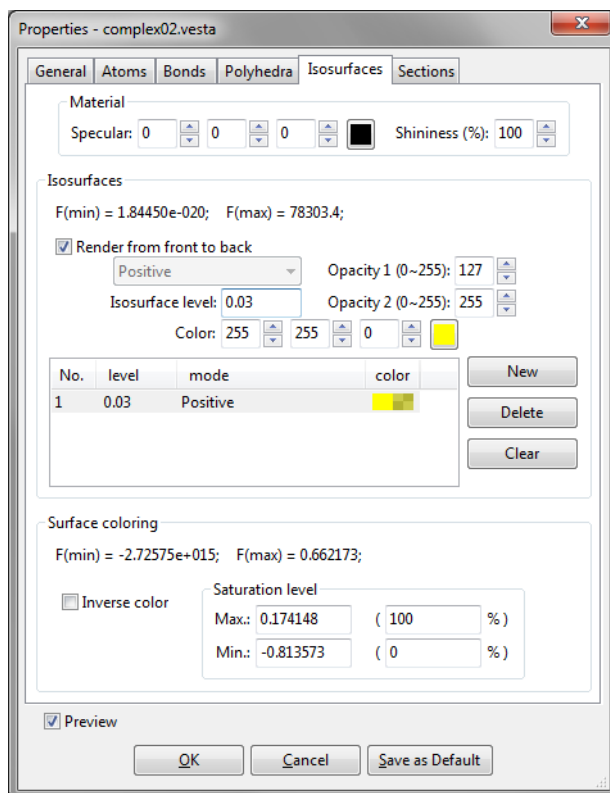 Properties - complex02.vesta
x
General Atoms Bonds Polyhedra Isosurfaces Sections
Material
Specular: 0 0 0 Shininess (%): 100
Isosurfaces
F(min) = 1.84450e-020; F(max) = 78303.4;
Render from front to back
Positive Opacity 1 (0~255): 127
Isosurface level: 0.03 Opacity 2 (0~255): 255
Color: 255 255 0
No. level mode color New
1 0.03 Positive
Delete
Clear
Surface coloring
F(min) = -2.72575e+015; F(max) = 0.662173;
Inverse color Saturation level
Max.: 0.174148 ( 100 % )
Min.: -0.813573 ( 0 % )
Preview
OK Cancel Save as Default